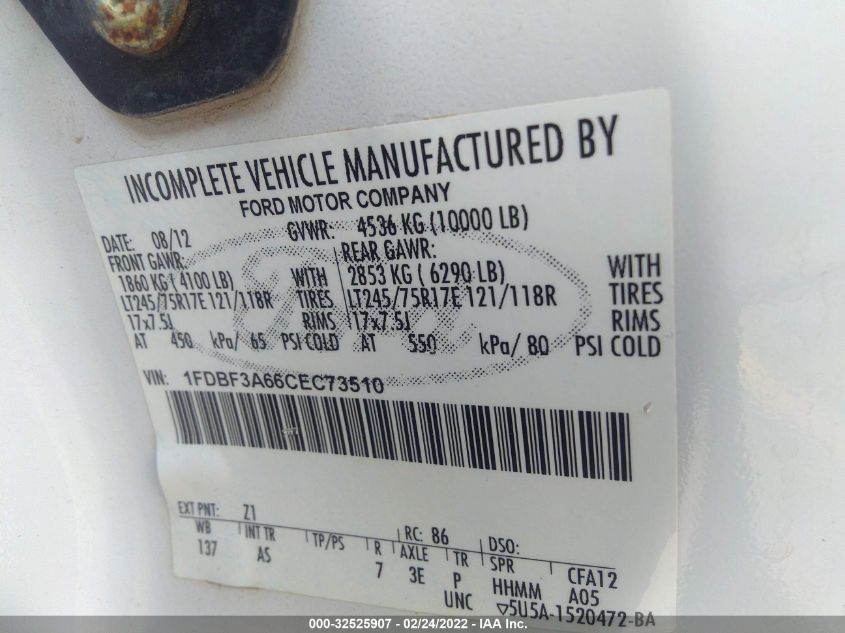 INCOMPLETE VEHICLE MANUFACTURED BY
FORD MOTOR COMPANY
DATE: 08/12 GVWR: 4536 KG (10000 LB)
FRONT GAWR: REAR GAWR:
1860 KG (4100 LB) WITH 2853 KG (6290 LB) WITH
LT245/75R17E 121/118R TIRES LT245/75R17E 121/118R TIRES
17x7.5J RIMS 17x7.5J RIMS
AT 450 kPa/ 65 PSI COLD AT 550 kPa/ 80 PSI COLD
VIN: 1FDBF3A66CEC73510
EXT PNT: Z1 RC: 86 DSO:
WB INT TR TP/PS R AXLE TR SPR CFA12
137 AS 7 3E P HHMM A05
UNC ▽5U5A-1520472-BA
000-32525907 - 02/24/2022 - IAA, Inc.